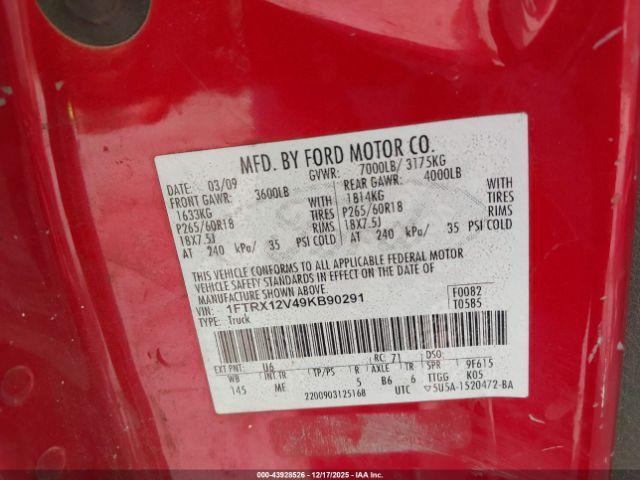 MFD. BY FORD MOTOR CO.
DATE: 03/09 GVWR: 7000LB/ 3175KG
FRONT GAWR: 3600LB REAR GAWR: 4000LB
1633KG WITH 1814KG WITH
P265/60R18 TIRES P265/60R18 TIRES
18X7.5J RIMS 18X7.5J RIMS
AT 240 kPa/ 35 PSI COLD AT 240 kPa/ 35 PSI COLD
THIS VEHICLE CONFORMS TO ALL APPLICABLE FEDERAL MOTOR
VEHICLE SAFETY STANDARDS IN EFFECT ON THE DATE OF
MANUFACTURE SHOWN ABOVE.
VIN: 1FTRX12V49KB90291 F0082
TYPE: Truck T0585
EXT PNT: U6 RC: 71 DSO:
WB INT TR TP/PS R AXLE TR SPR 9F615
145 ME 5 B6 6 TTGG K05
2200903125168 UTC 5U5A-1520472-BA
000-43928526 - 12/17/2025 - IAA Inc.